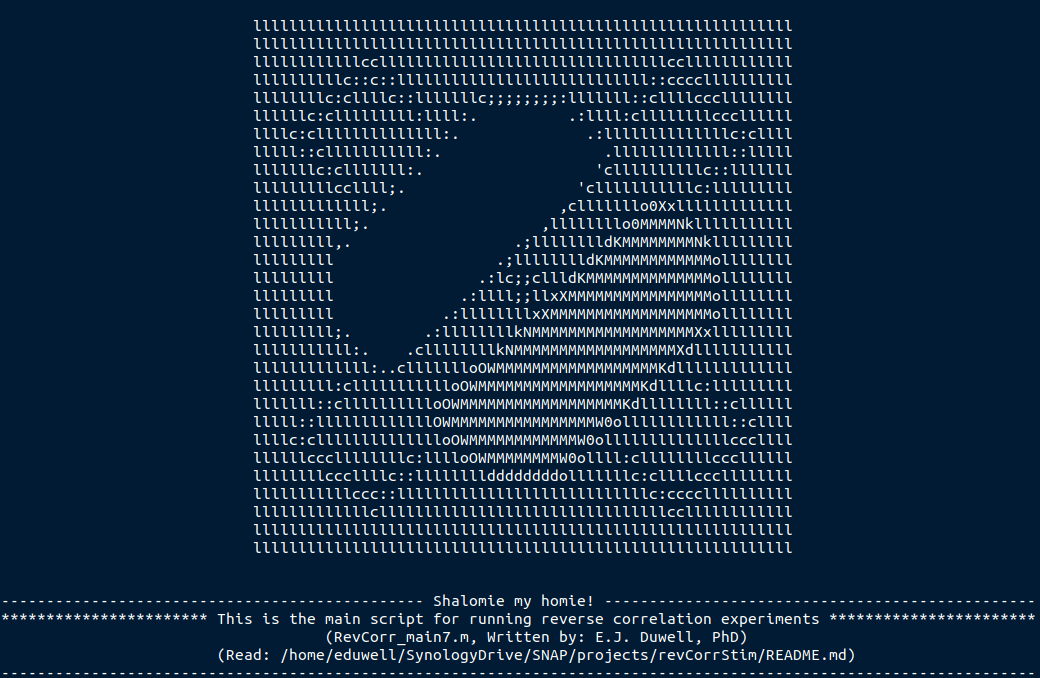 ----------------------------------------------- Shalomie my homie! ------------------------------------------------
*********************** This is the main script for running reverse correlation experiments ***********************
(RevCorr_main7.m, Written by: E.J. Duwell, PhD)
(Read: /home/eduwell/SynologyDrive/SNAP/projects/revCorrStim/README.md)
-------------------------------------------------------------------------------------------------------------------